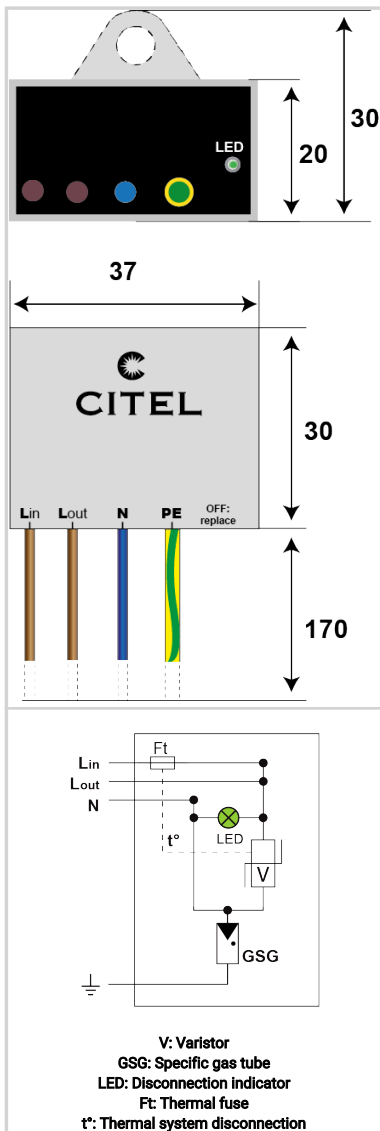 30
LED
20
37
CITEL
30
Lin Lout N PE OFF:
replace
170
Ft
Lin
Lout
N
t°
LED
V
GSG
V: Varistor
GSG: Specific gas tube
LED: Disconnection indicator
Ft: Thermal fuse
t°: Thermal system disconnection